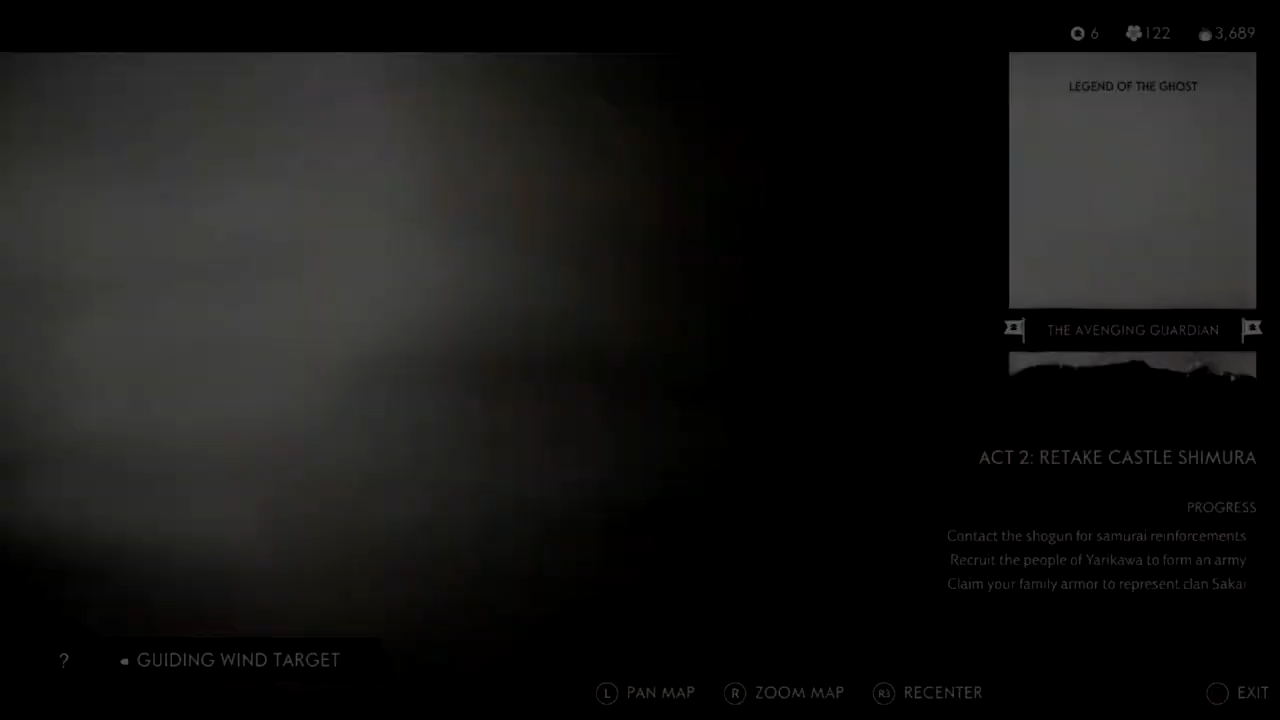 6 122 3,689
LEGEND OF THE GHOST
THE AVENGING GUARDIAN
ACT 2: RETAKE CASTLE SHIMURA
PROGRESS
Contact the shogun for samurai reinforcements
Recruit the people of Yarikawa to form an army
Claim your family armor to represent clan Sakai
? GUIDING WIND TARGET
L PAN MAP R ZOOM MAP R3 RECENTER EXIT